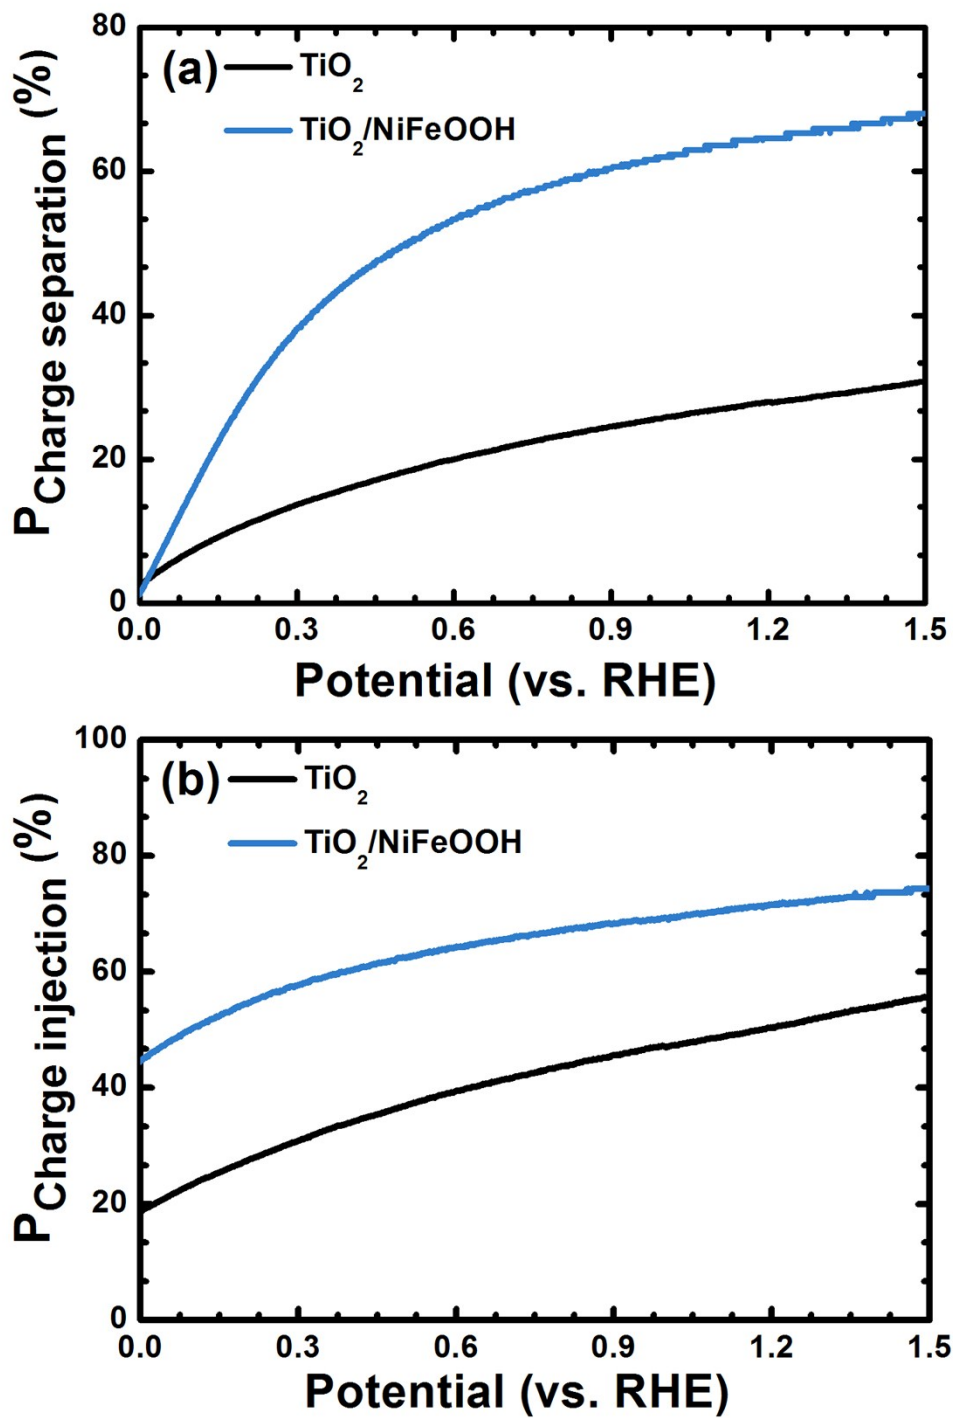 (a)
TiO2
TiO2/NiFeOOH
PCharge separation (%)
80
60
40
20
0
0.0 0.3 0.6 0.9 1.2 1.5
Potential (vs. RHE)
(b)
TiO2
TiO2/NiFeOOH
PCharge injection (%)
100
80
60
40
20
0
0.0 0.3 0.6 0.9 1.2 1.5
Potential (vs. RHE)